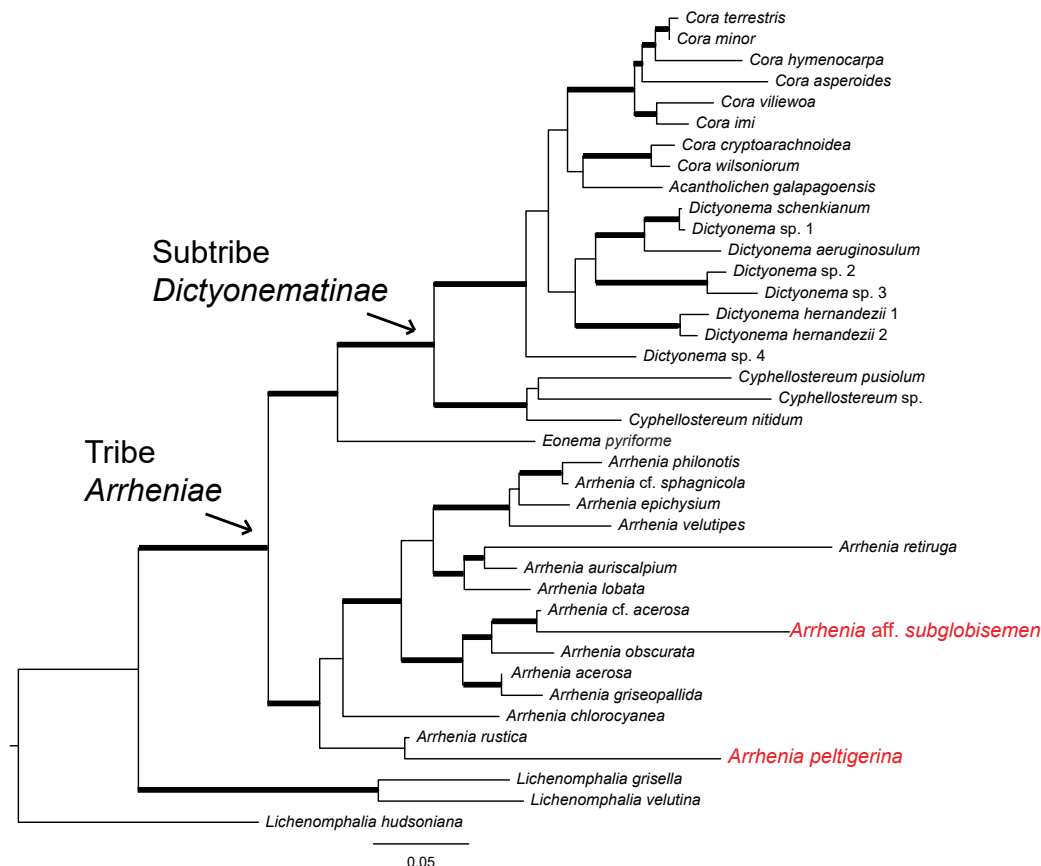 Cora terrestris
Cora minor
Cora hymenocarpa
Cora asperoides
Cora viliewoa
Cora imi
Cora cryptoarachnoidea
Cora wilsoniorum
Acantholichen galapagoensis
Dictyonema schenkianum
Dictyonema sp. 1
Dictyonema aeruginosulum
Dictyonema sp. 2
Dictyonema sp. 3
Dictyonema hernandezii 1
Dictyonema hernandezii 2
Dictyonema sp. 4
Cyphellostereum pusiolum
Cyphellostereum sp.
Cyphellostereum nitidum
Eonema pyriforme
Arrhenia philonotis
Arrhenia cf. sphagnicola
Arrhenia epichysium
Arrhenia velutipes
Arrhenia retiruga
Arrhenia auriscalpium
Arrhenia lobata
Arrhenia cf. acerosa
Arrhenia aff. subglobisemen
Arrhenia obscurata
Arrhenia acerosa
Arrhenia griseopallida
Arrhenia chlorocyanea
Arrhenia rustica
Arrhenia peltigerina
Lichenomphalia grisella
Lichenomphalia velutina
Lichenomphalia hudsoniana
Subtribe
Dictyonematinae
Tribe
Arrheniae
0.05